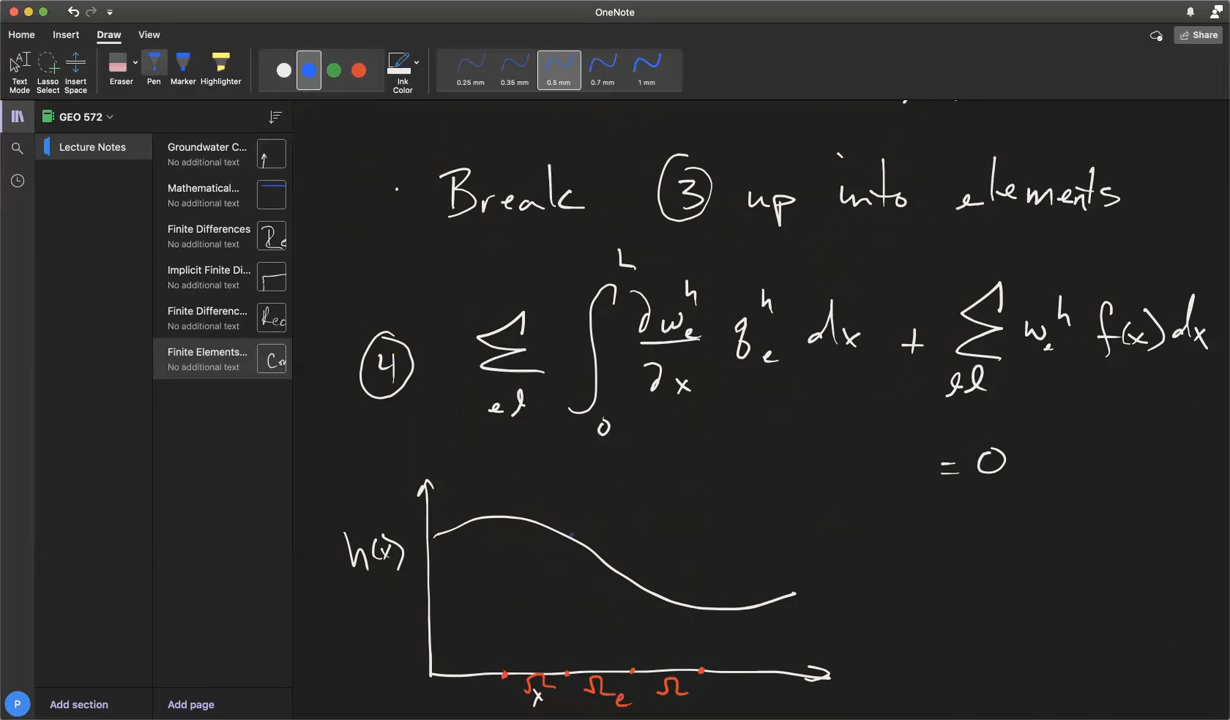 OneNote
Home Insert Draw View
Share
Text Mode
Lasso Select
Insert Space
Eraser
Pen
Marker
Highlighter
Ink Color
0.25 mm
0.35 mm
0.5 mm
0.7 mm
1 mm
GEO 572
Lecture Notes
Groundwater C...
No additional text
Mathematical...
No additional text
Finite Differences
No additional text
Implicit Finite Di...
No additional text
Finite Differenc...
No additional text
Finite Elements...
No additional text
P
Add section
Add page
Break ③ up into elements
④ Σ_el ∫_0^L ∂w_e^h/∂x q_e^h dx + Σ_el w_e^h f(x)dx
= 0
h(x)
Ω Ω_e Ω
x